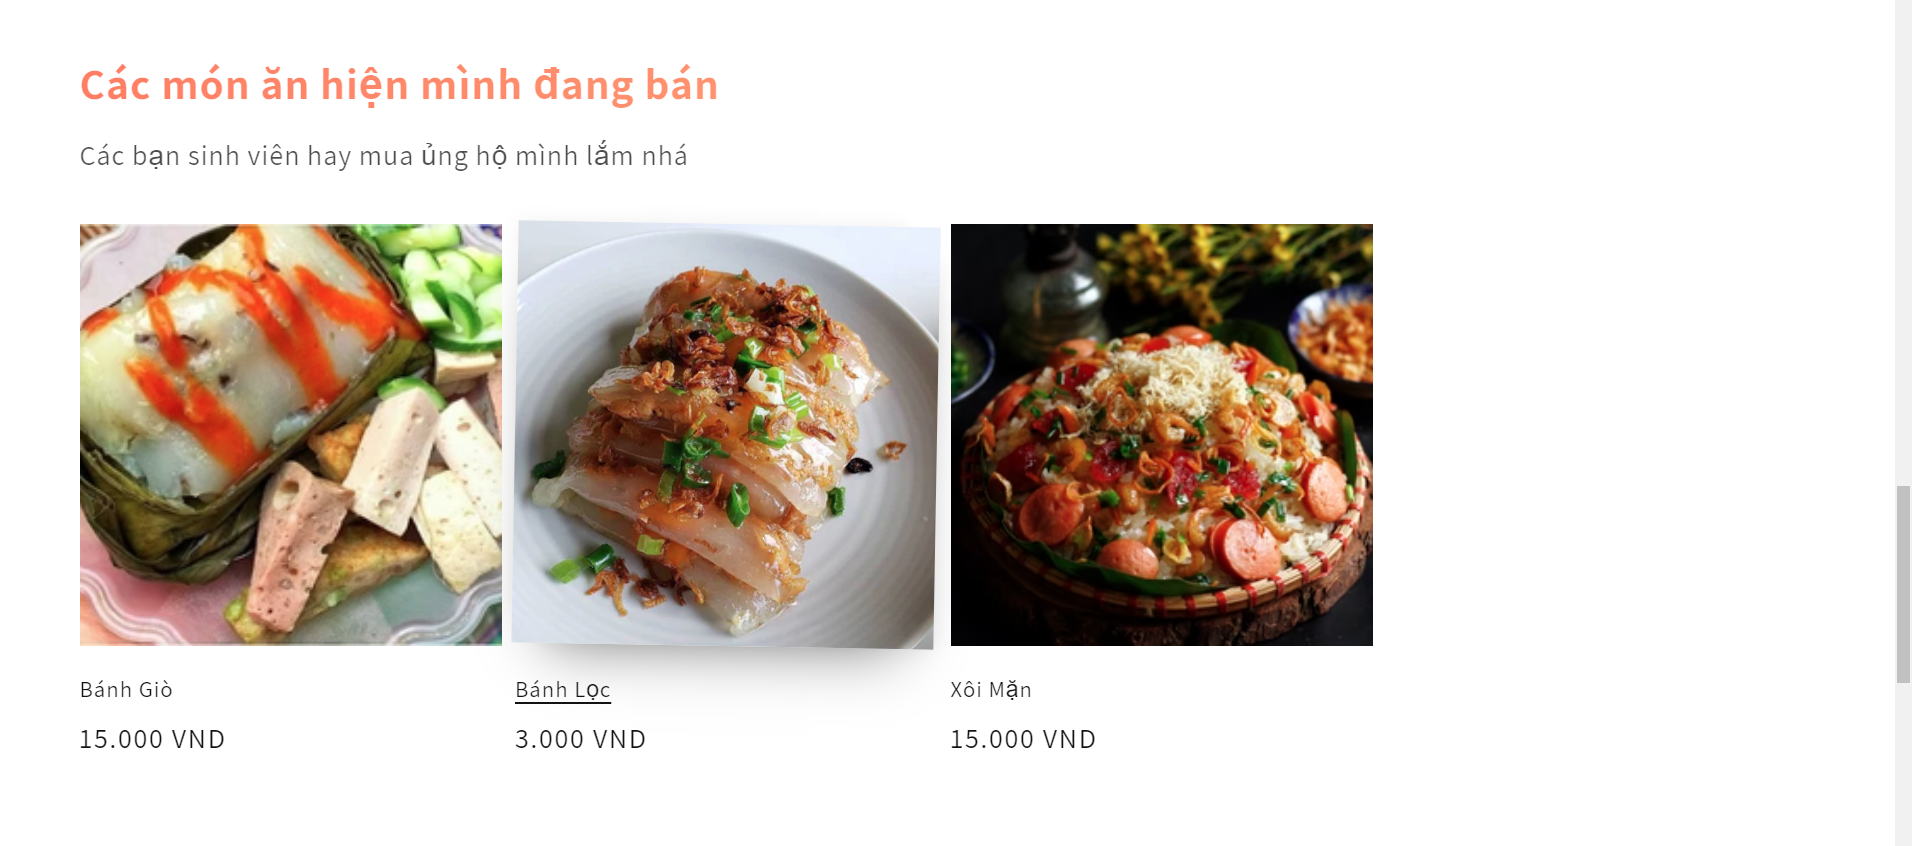 Các món ăn hiện mình đang bán
Các bạn sinh viên hay mua ủng hộ mình lắm nhá
Bánh Giò
Bánh Lọc
Xôi Mặn
15.000 VND
3.000 VND
15.000 VND